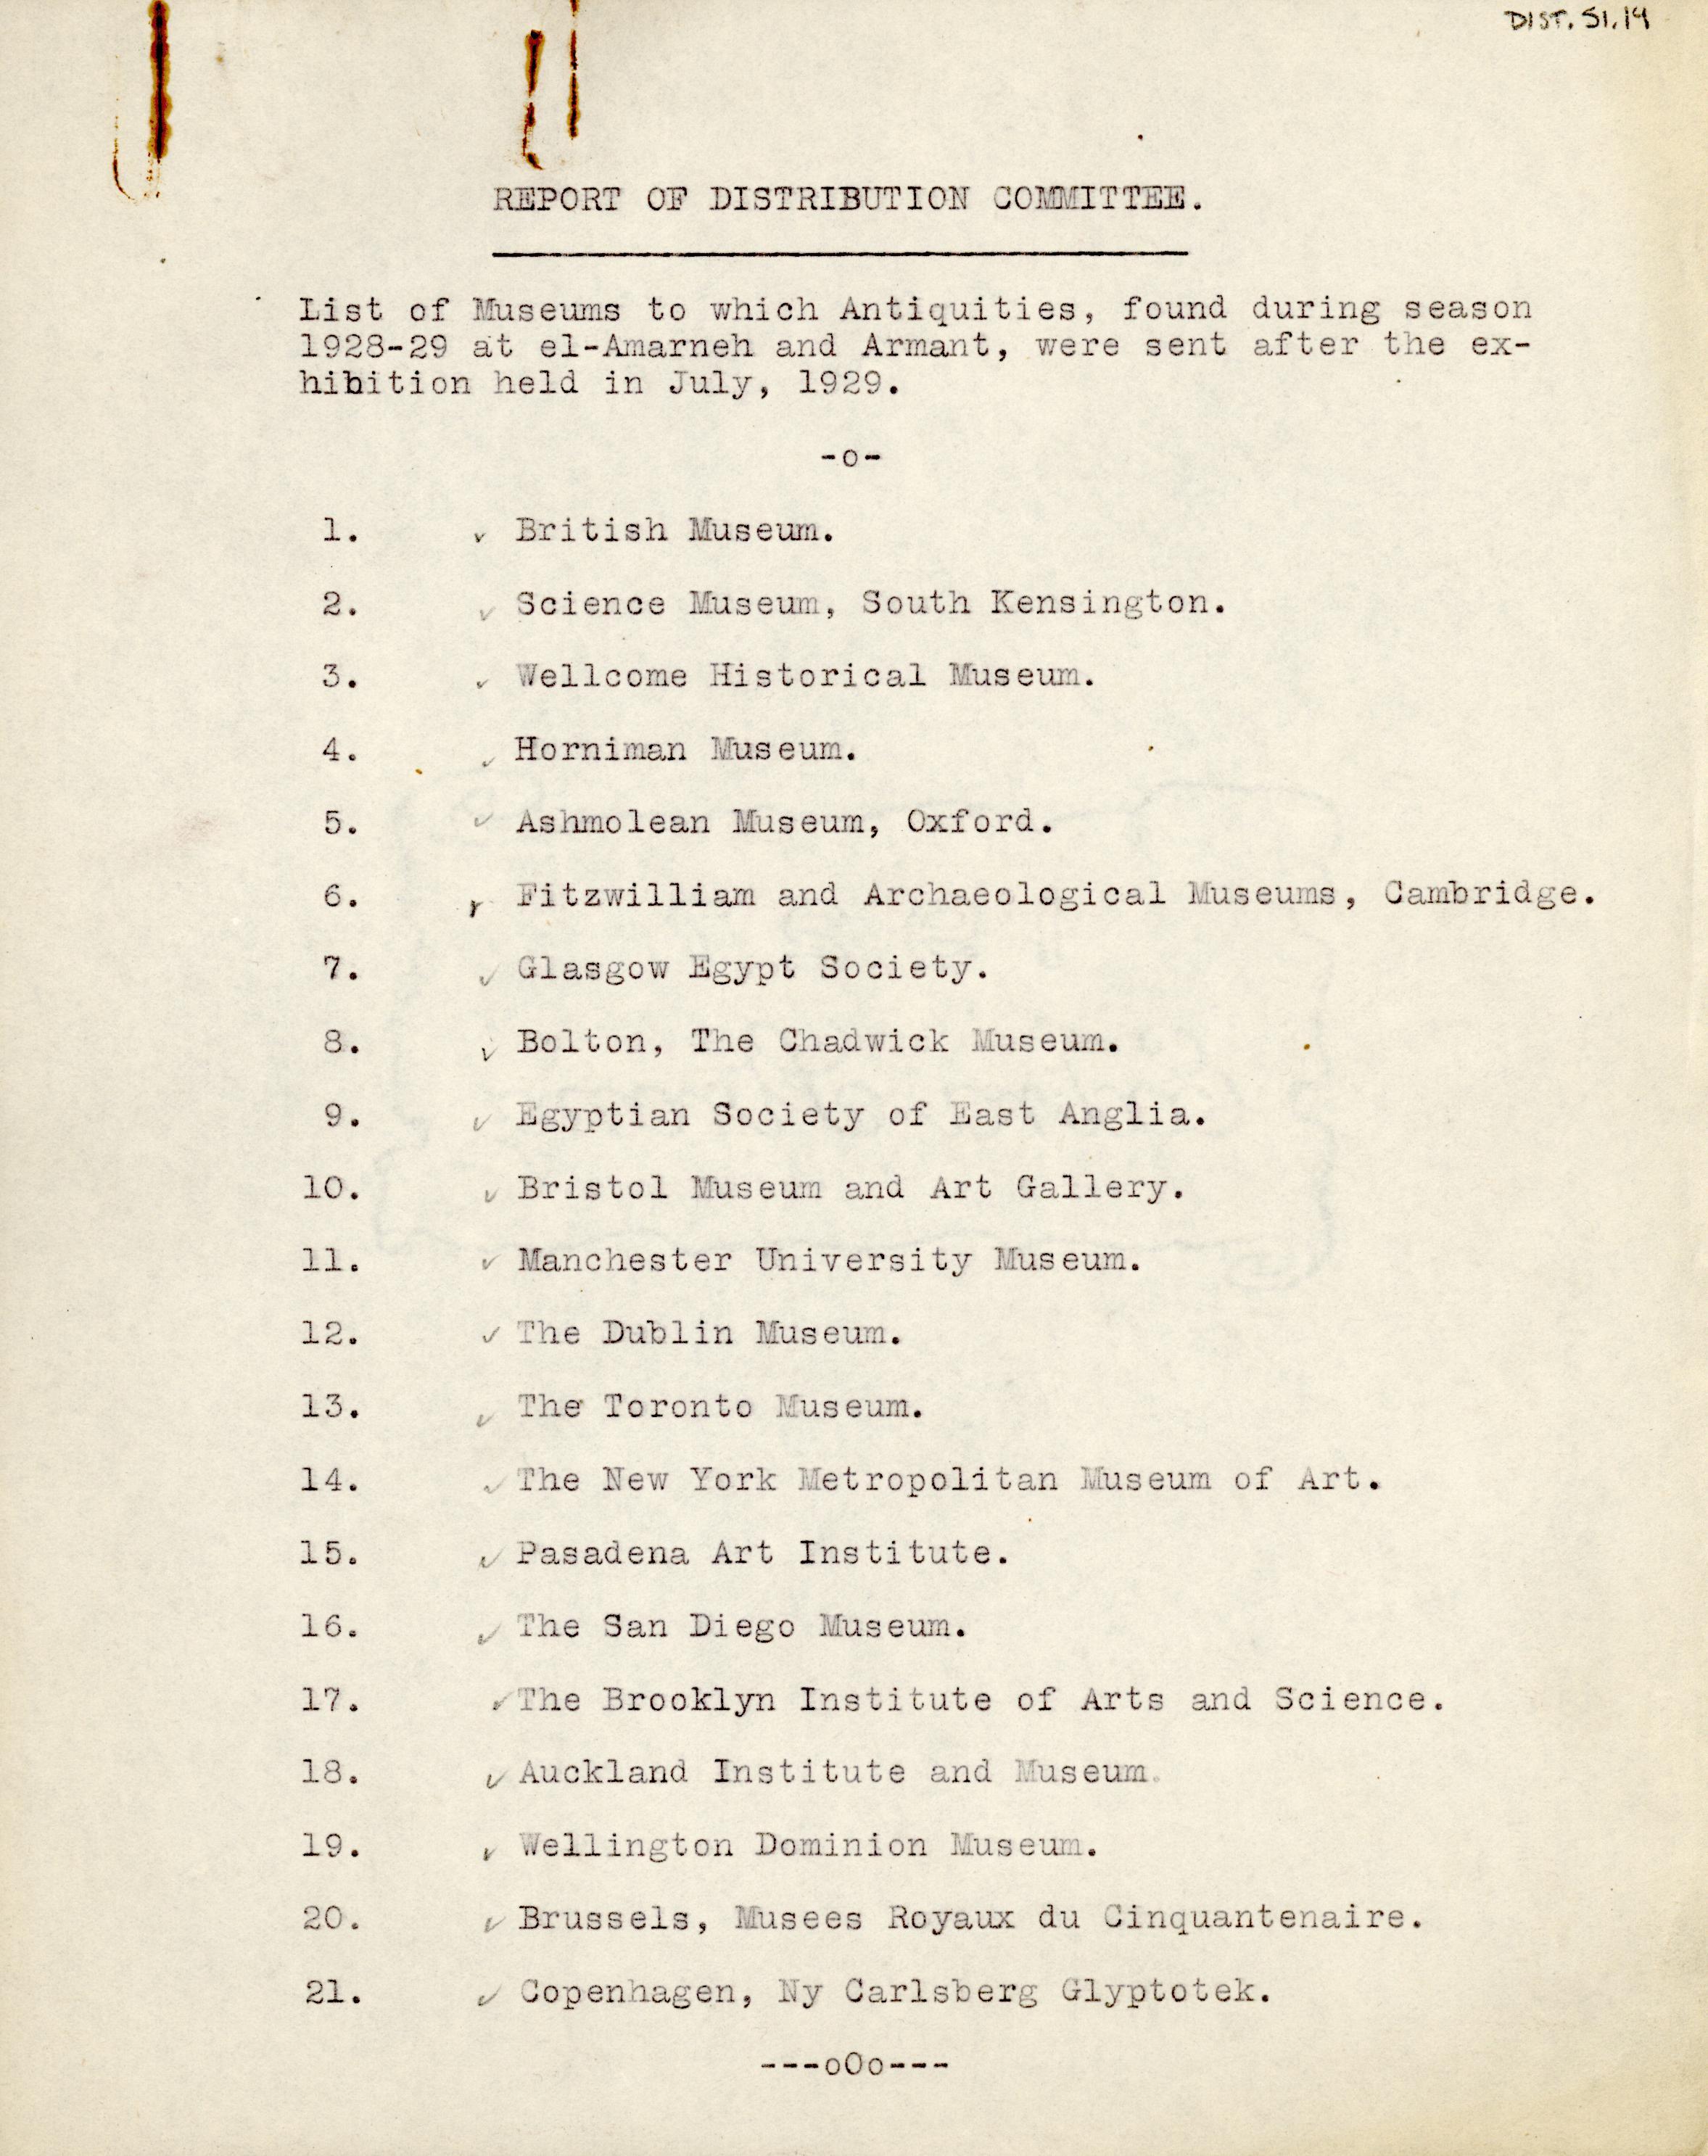 DIST. 51.14
REPORT OF DISTRIBUTION COMMITTEE.
List of Museums to which Antiquities, found during season
1928-29 at el-Amarneh and Armant, were sent after the ex-
hibition held in July, 1929.
-o-
1. ✓ British Museum.
2. ✓ Science Museum, South Kensington.
3. ✓ Wellcome Historical Museum.
4. ✓ Horniman Museum.
5. ✓ Ashmolean Museum, Oxford.
6. ✓ Fitzwilliam and Archaeological Museums, Cambridge.
7. ✓ Glasgow Egypt Society.
8. ✓ Bolton, The Chadwick Museum.
9. ✓ Egyptian Society of East Anglia.
10. ✓ Bristol Museum and Art Gallery.
11. ✓ Manchester University Museum.
12. ✓ The Dublin Museum.
13. ✓ The Toronto Museum.
14. ✓ The New York Metropolitan Museum of Art.
15. ✓ Pasadena Art Institute.
16. ✓ The San Diego Museum.
17. ✓ The Brooklyn Institute of Arts and Science.
18. ✓ Auckland Institute and Museum.
19. ✓ Wellington Dominion Museum.
20. ✓ Brussels, Musees Royaux du Cinquantenaire.
21. ✓ Copenhagen, Ny Carlsberg Glyptotek.
---oOo---